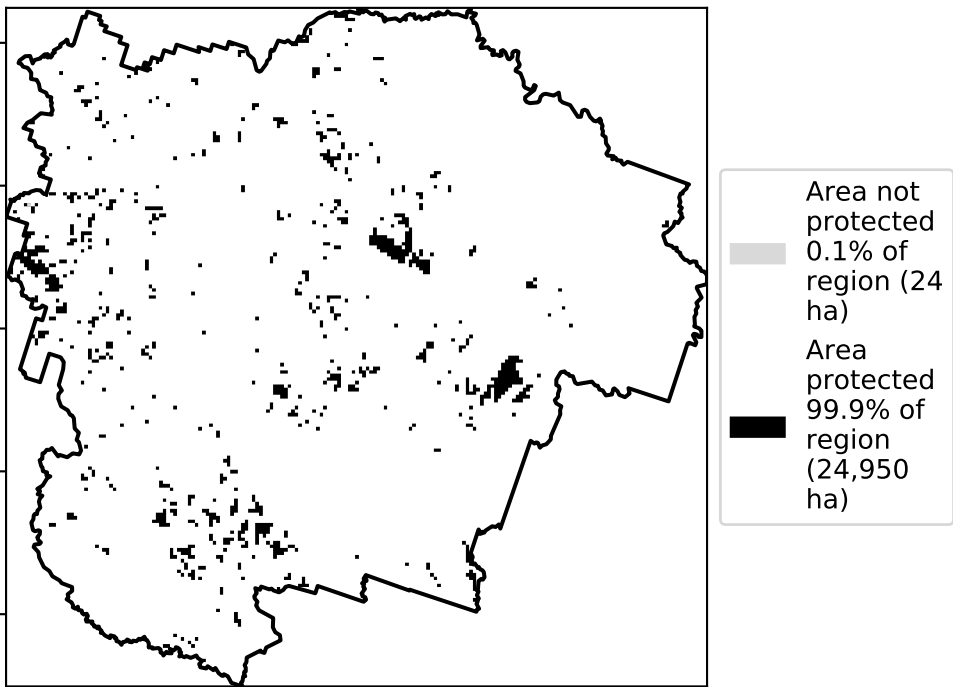 Area not
protected
0.1% of
region (24
ha)
Area
protected
99.9% of
region
(24,950
ha)